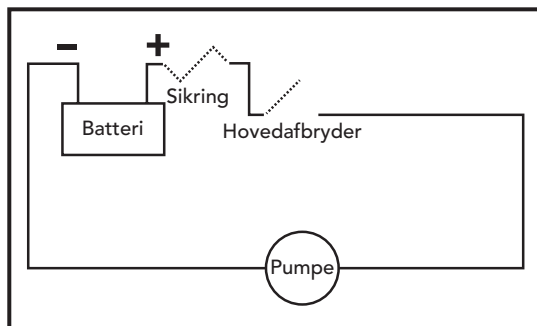 − +
Sikring
Batteri
Hovedafbryder
Pumpe